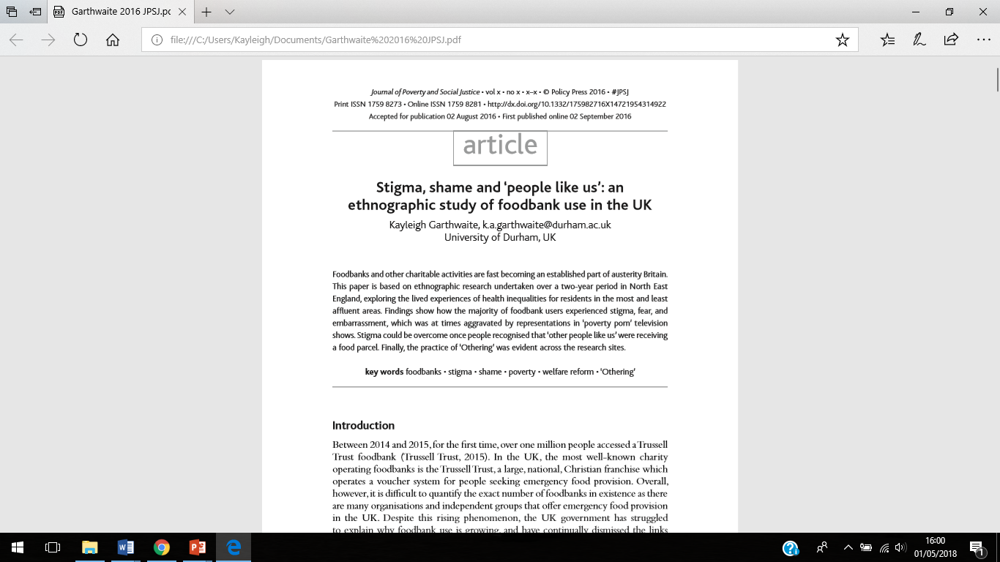 Garthwaite 2016 JPSJ.pd
file:///C:/Users/Kayleigh/Documents/Garthwaite%202016%20JPSJ.pdf
Journal of Poverty and Social Justice • vol x • no x • x–x • © Policy Press 2016 • #JPSJ
Print ISSN 1759 8273 • Online ISSN 1759 8281 • http://dx.doi.org/10.1332/175982716X14721954314922
Accepted for publication 02 August 2016 • First published online 02 September 2016
article
Stigma, shame and ‘people like us’: an
ethnographic study of foodbank use in the UK
Kayleigh Garthwaite, k.a.garthwaite@durham.ac.uk
University of Durham, UK
Foodbanks and other charitable activities are fast becoming an established part of austerity Britain.
This paper is based on ethnographic research undertaken over a two-year period in North East
England, exploring the lived experiences of health inequalities for residents in the most and least
affluent areas. Findings show how the majority of foodbank users experienced stigma, fear, and
embarrassment, which was at times aggravated by representations in ‘poverty porn’ television
shows. Stigma could be overcome once people recognised that ‘other people like us’ were receiving
a food parcel. Finally, the practice of ‘Othering’ was evident across the research sites.
key words foodbanks • stigma • shame • poverty • welfare reform • ‘Othering’
Introduction
Between 2014 and 2015, for the first time, over one million people accessed a Trussell
Trust foodbank (Trussell Trust, 2015). In the UK, the most well-known charity
operating foodbanks is the Trussell Trust, a large, national, Christian franchise which
operates a voucher system for people seeking emergency food provision. Overall,
however, it is difficult to quantify the exact number of foodbanks in existence as there
are many organisations and independent groups that offer emergency food provision
in the UK. Despite this rising phenomenon, the UK government has struggled
to explain why foodbank use is growing, and have continually dismissed the links
16:00
01/05/2018